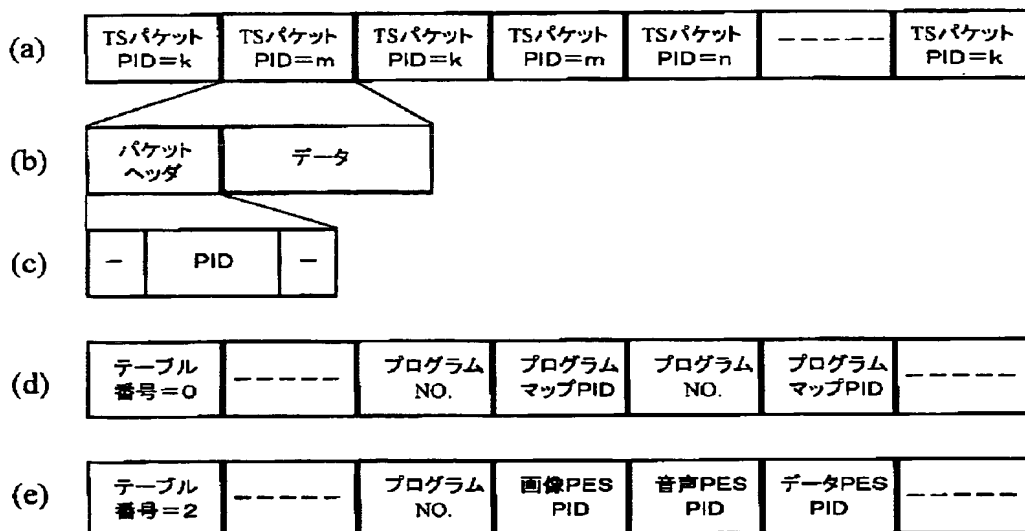 (a)
TSパケット
PID=k
TSパケット
PID=m
TSパケット
PID=k
TSパケット
PID=m
TSパケット
PID=n
－－－－－
TSパケット
PID=k
(b)
パケット
ヘッダ
データ
(c)
－
PID
－
(d)
テーブル
番号=0
－－－－－
プログラム
NO.
プログラム
マップPID
プログラム
NO.
プログラム
マップPID
－－－－－
(e)
テーブル
番号=2
－－－－－
プログラム
NO.
画像PES
PID
音声PES
PID
データPES
PID
－－－－－